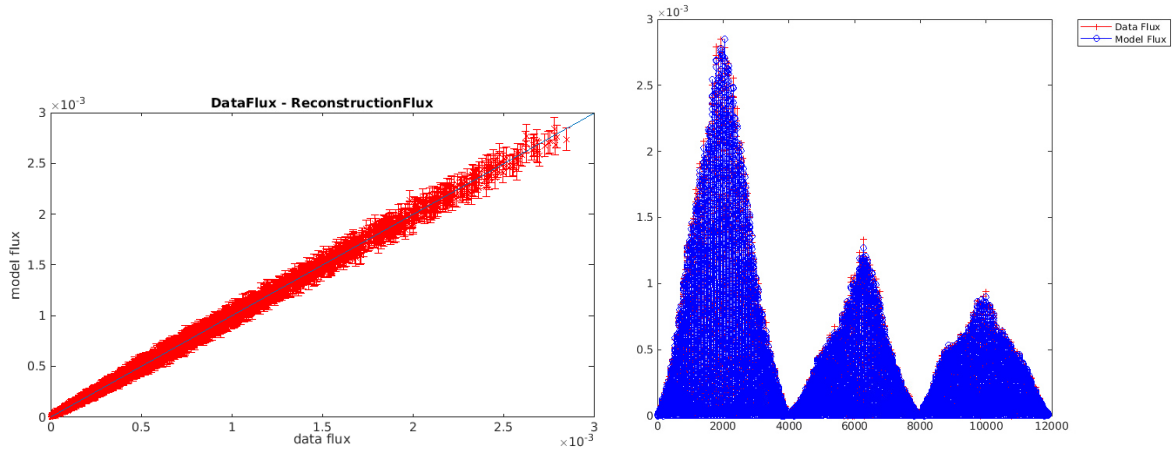 DataFlux - ReconstructionFlux
×10⁻³
3
2.5
2
1.5
1
0.5
0
model flux
0 0.5 1 1.5 2 2.5 3
data flux
×10⁻³
×10⁻³
3
2.5
2
1.5
1
0.5
0
0 2000 4000 6000 8000 10000 12000
Data Flux
Model Flux